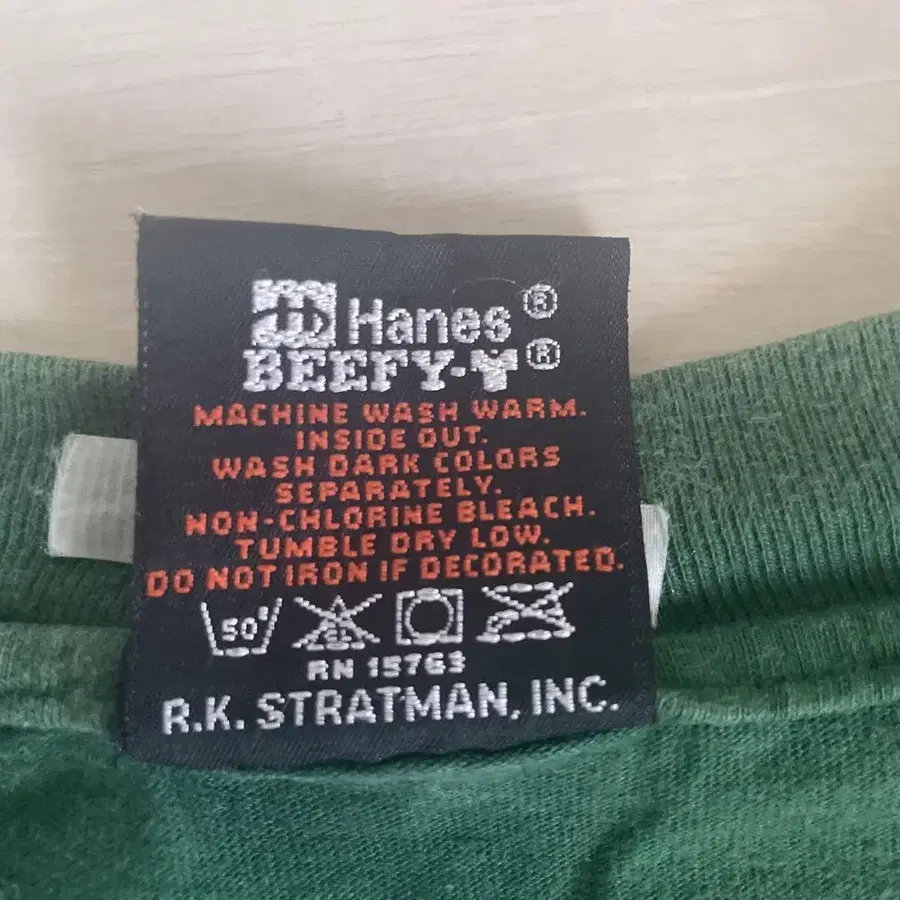 Hanes®
BEEFY-T®
MACHINE WASH WARM.
INSIDE OUT.
WASH DARK COLORS
SEPARATELY.
NON-CHLORINE BLEACH.
TUMBLE DRY LOW.
DO NOT IRON IF DECORATED.
50° CL
RN 15763
R.K. STRATMAN, INC.